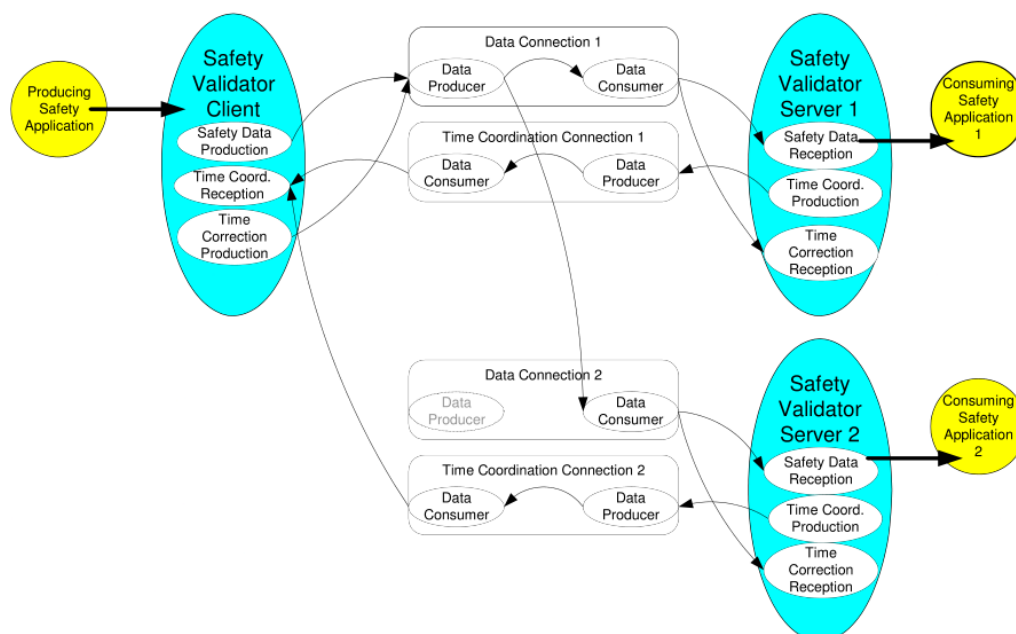 Producing
Safety
Application
Safety
Validator
Client
Safety Data
Production
Time Coord.
Reception
Time
Correction
Production
Data Connection 1
Data
Producer
Data
Consumer
Time Coordination Connection 1
Data
Consumer
Data
Producer
Safety
Validator
Server 1
Safety Data
Reception
Time Coord.
Production
Time
Correction
Reception
Consuming
Safety
Application
1
Data Connection 2
Data
Producer
Data
Consumer
Time Coordination Connection 2
Data
Consumer
Data
Producer
Safety
Validator
Server 2
Safety Data
Reception
Time Coord.
Production
Time
Correction
Reception
Consuming
Safety
Application
2